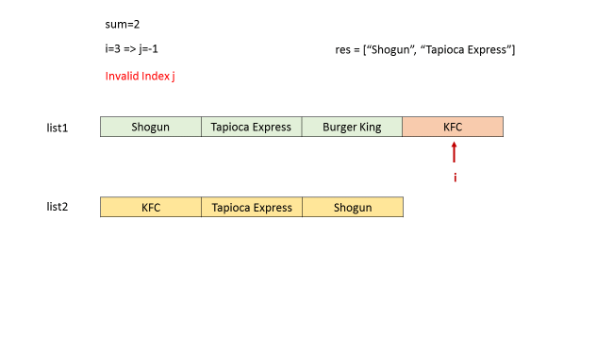 sum=2
i=3 => j=-1
res = [“Shogun”, “Tapioca Express”]
Invalid Index j
list1 Shogun Tapioca Express Burger King KFC
i
list2 KFC Tapioca Express Shogun